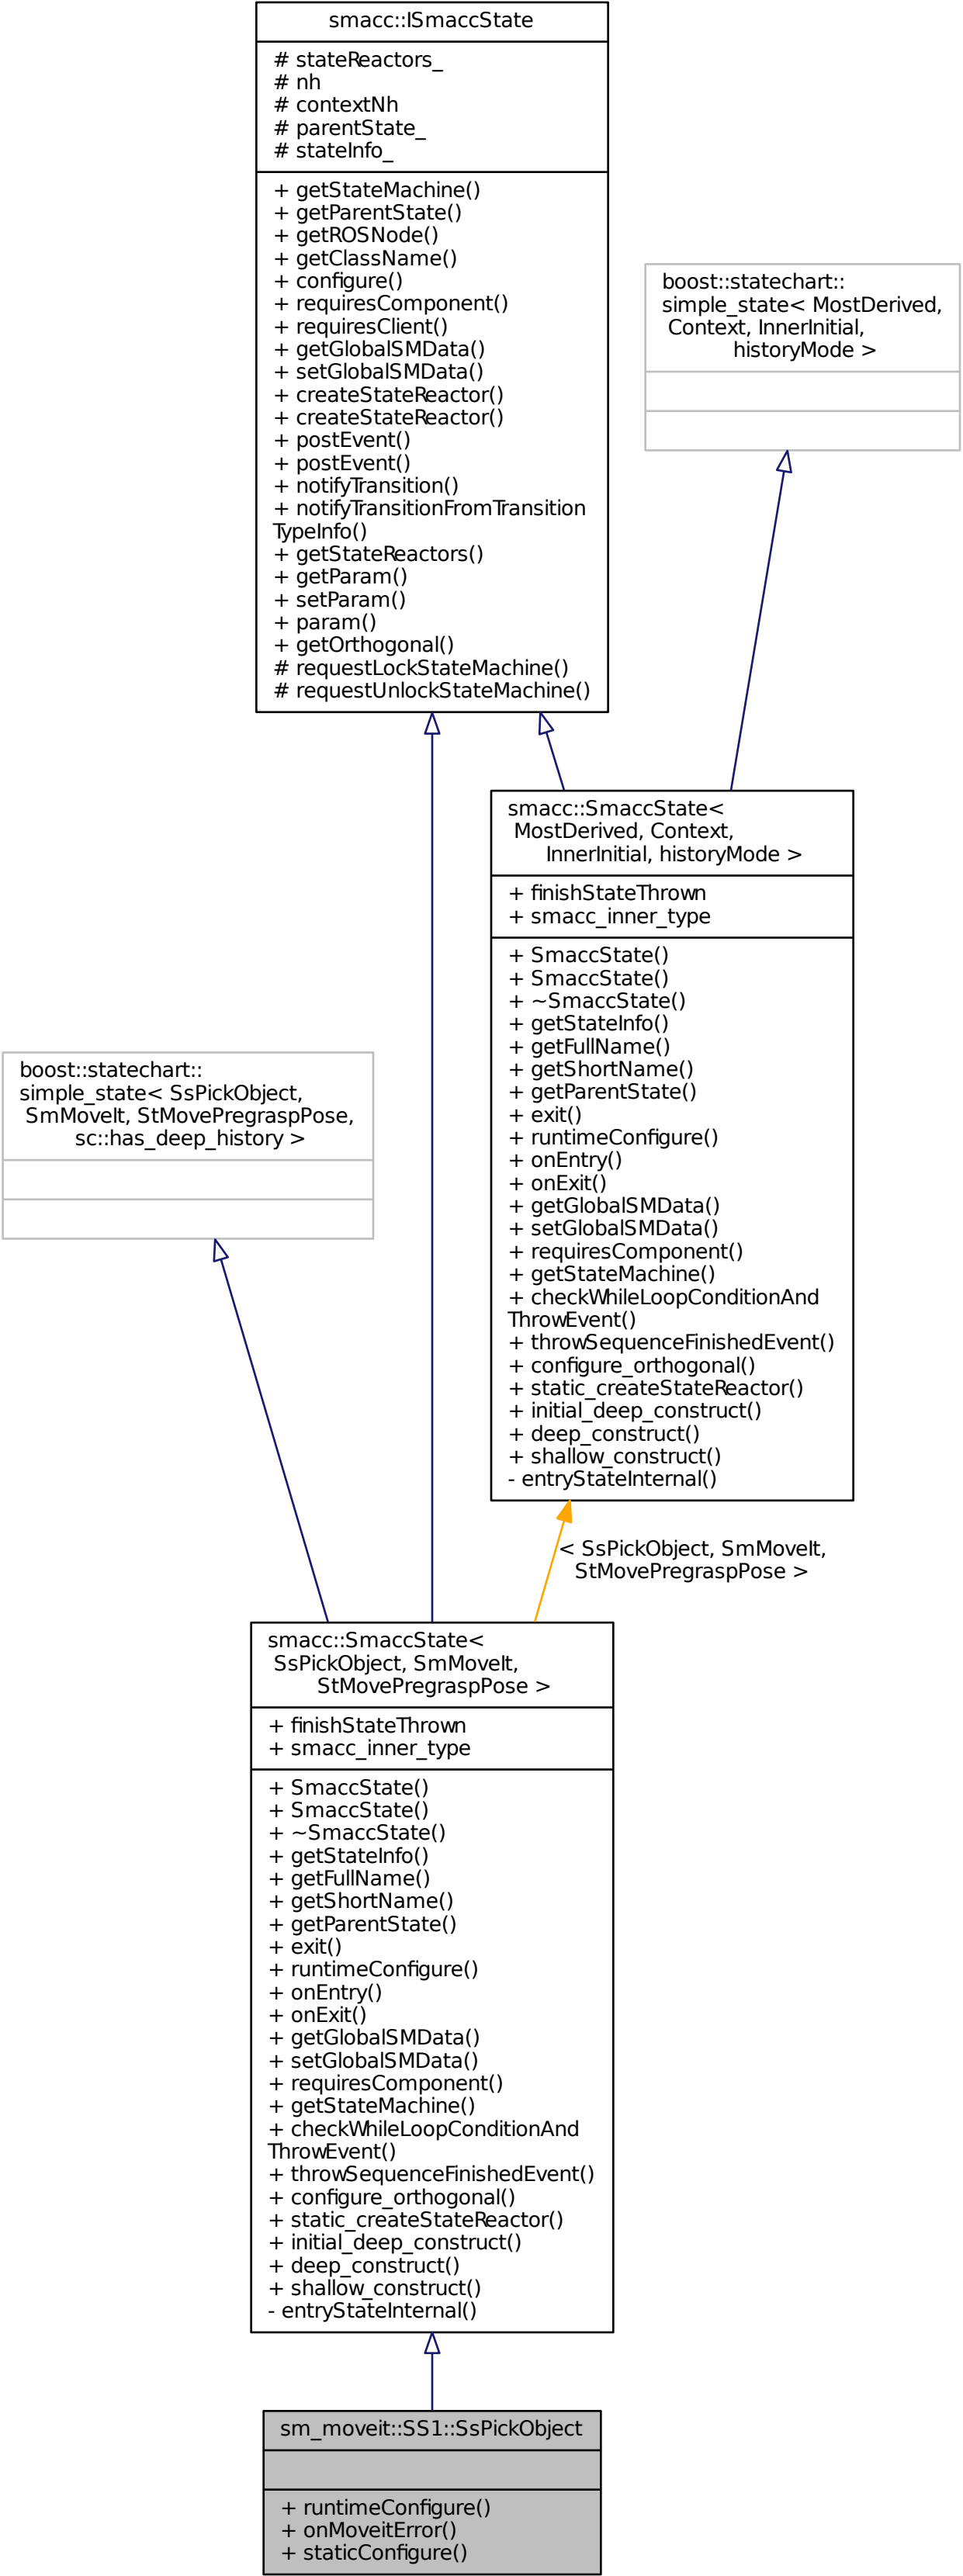 smacc::ISmaccState
# stateReactors_
# nh
# contextNh
# parentState_
# stateInfo_
+ getStateMachine()
+ getParentState()
+ getROSNode()
+ getClassName()
+ configure()
+ requiresComponent()
+ requiresClient()
+ getGlobalSMData()
+ setGlobalSMData()
+ createStateReactor()
+ createStateReactor()
+ postEvent()
+ postEvent()
+ notifyTransition()
+ notifyTransitionFromTransition
TypeInfo()
+ getStateReactors()
+ getParam()
+ setParam()
+ param()
+ getOrthogonal()
# requestLockStateMachine()
# requestUnlockStateMachine()
boost::statechart::
simple_state< MostDerived,
Context, InnerInitial,
historyMode >
smacc::SmaccState<
MostDerived, Context,
InnerInitial, historyMode >
+ finishStateThrown
+ smacc_inner_type
+ SmaccState()
+ SmaccState()
+ ~SmaccState()
+ getStateInfo()
+ getFullName()
+ getShortName()
+ getParentState()
+ exit()
+ runtimeConfigure()
+ onEntry()
+ onExit()
+ getGlobalSMData()
+ setGlobalSMData()
+ requiresComponent()
+ getStateMachine()
+ checkWhileLoopConditionAnd
ThrowEvent()
+ throwSequenceFinishedEvent()
+ configure_orthogonal()
+ static_createStateReactor()
+ initial_deep_construct()
+ deep_construct()
+ shallow_construct()
- entryStateInternal()
boost::statechart::
simple_state< SsPickObject,
SmMoveIt, StMovePregraspPose,
sc::has_deep_history >
< SsPickObject, SmMoveIt,
StMovePregraspPose >
smacc::SmaccState<
SsPickObject, SmMoveIt,
StMovePregraspPose >
+ finishStateThrown
+ smacc_inner_type
+ SmaccState()
+ SmaccState()
+ ~SmaccState()
+ getStateInfo()
+ getFullName()
+ getShortName()
+ getParentState()
+ exit()
+ runtimeConfigure()
+ onEntry()
+ onExit()
+ getGlobalSMData()
+ setGlobalSMData()
+ requiresComponent()
+ getStateMachine()
+ checkWhileLoopConditionAnd
ThrowEvent()
+ throwSequenceFinishedEvent()
+ configure_orthogonal()
+ static_createStateReactor()
+ initial_deep_construct()
+ deep_construct()
+ shallow_construct()
- entryStateInternal()
sm_moveit::SS1::SsPickObject
+ runtimeConfigure()
+ onMoveitError()
+ staticConfigure()